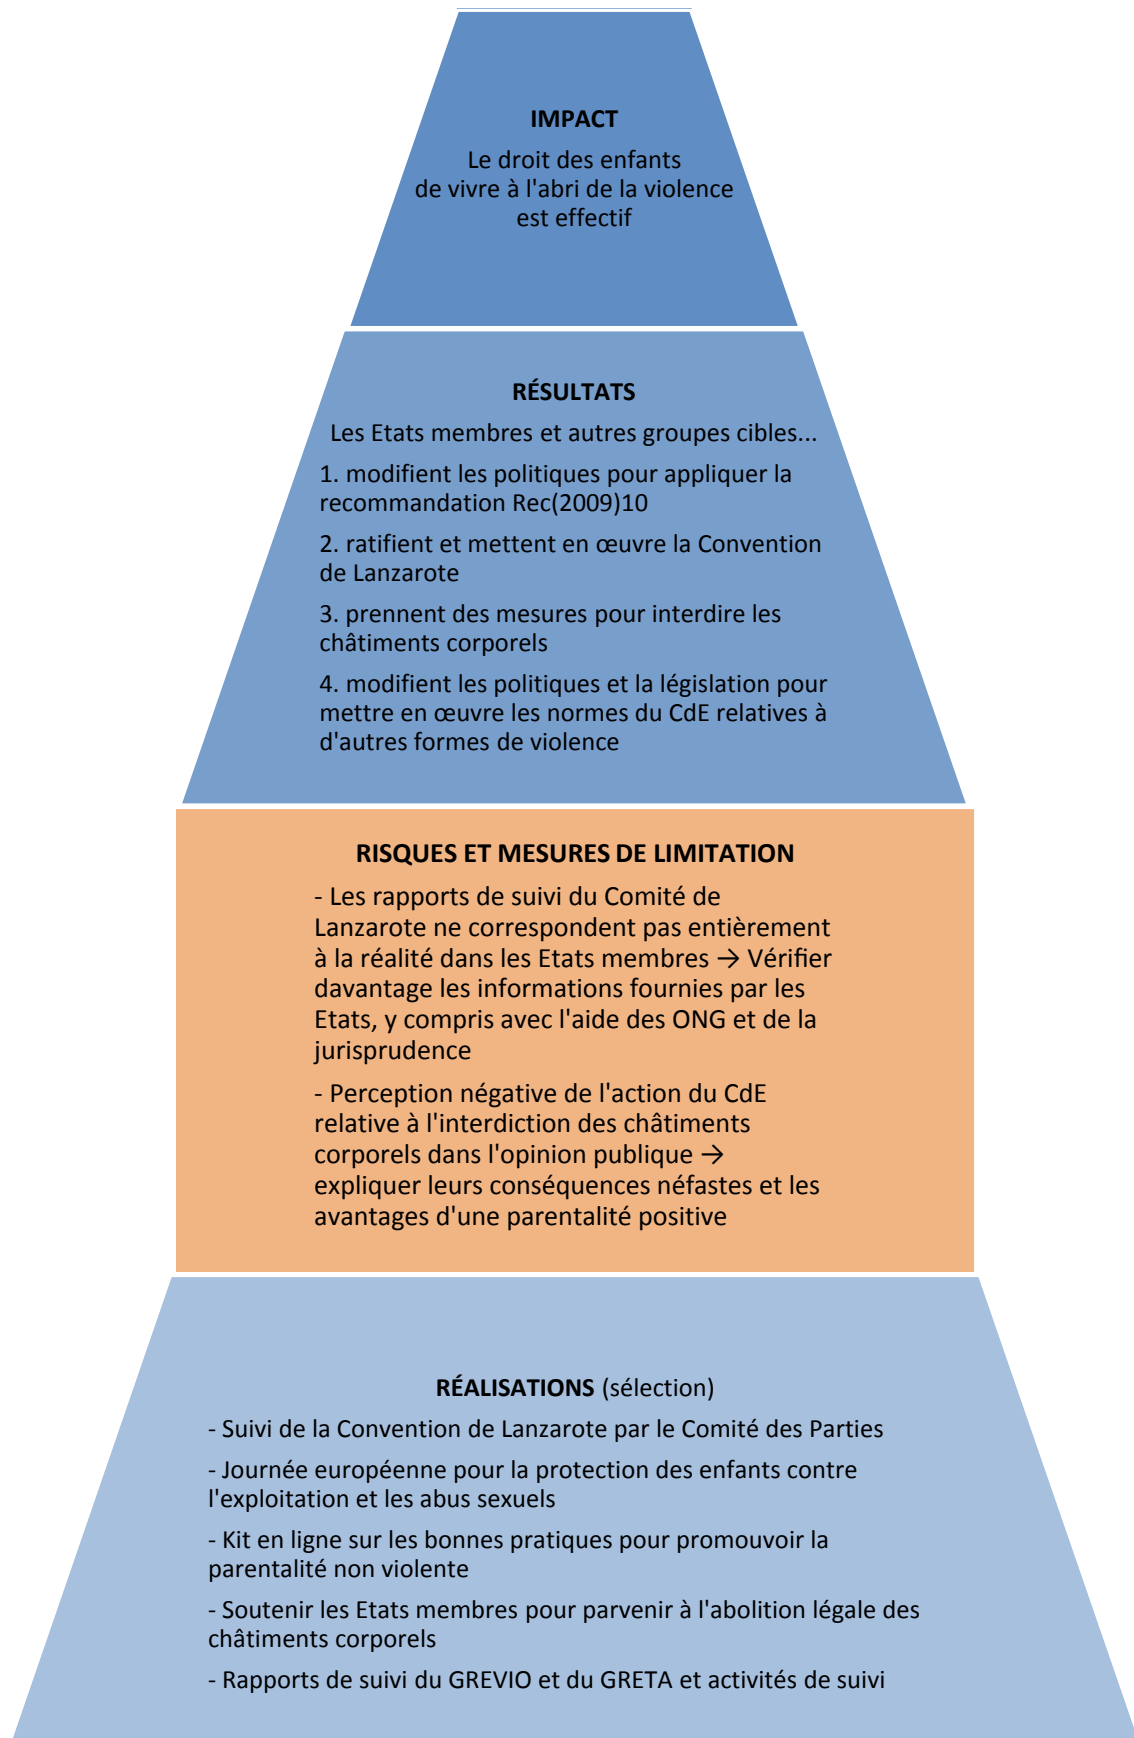 IMPACT
Le droit des enfants
de vivre à l'abri de la violence
est effectif
RÉSULTATS
Les Etats membres et autres groupes cibles...
1. modifient les politiques pour appliquer la
recommandation Rec(2009)10
2. ratifient et mettent en œuvre la Convention
de Lanzarote
3. prennent des mesures pour interdire les
châtiments corporels
4. modifient les politiques et la législation pour
mettre en œuvre les normes du CdE relatives à
d'autres formes de violence
RISQUES ET MESURES DE LIMITATION
- Les rapports de suivi du Comité de
Lanzarote ne correspondent pas entièrement
à la réalité dans les Etats membres → Vérifier
davantage les informations fournies par les
Etats, y compris avec l'aide des ONG et de la
jurisprudence
- Perception négative de l'action du CdE
relative à l'interdiction des châtiments
corporels dans l'opinion publique →
expliquer leurs conséquences néfastes et les
avantages d'une parentalité positive
RÉALISATIONS (sélection)
- Suivi de la Convention de Lanzarote par le Comité des Parties
- Journée européenne pour la protection des enfants contre
l'exploitation et les abus sexuels
- Kit en ligne sur les bonnes pratiques pour promouvoir la
parentalité non violente
- Soutenir les Etats membres pour parvenir à l'abolition légale des
châtiments corporels
- Rapports de suivi du GREVIO et du GRETA et activités de suivi